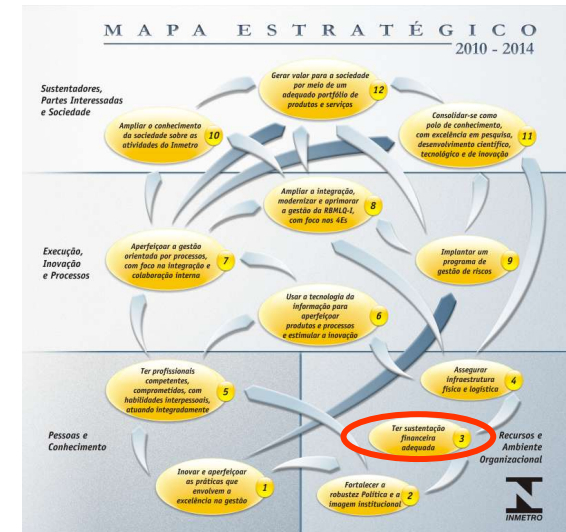 MAPA ESTRATÉGICO
2010 - 2014
Sustentadores,
Partes Interessadas
e Sociedade
Gerar valor para a sociedade
por meio de um
adequado portfólio de
produtos e serviços
12
Ampliar o conhecimento
da sociedade sobre as
atividades do Inmetro
10
Consolidar-se como
polo de conhecimento,
com excelência em pesquisa,
desenvolvimento científico,
tecnológico e de inovação
11
Execução,
Inovação
e Processos
Ampliar a integração,
modernizar e aprimorar
a gestão da RBMLQ-I,
com foco nos 4Es
8
Aperfeiçoar a gestão
orientada por processos,
com foco na integração e
colaboração interna
7
Implantar um
programa de
gestão de riscos
9
Usar a tecnologia da
informação para
aperfeiçoar
produtos e processos
e estimular a inovação
6
Pessoas e
Conhecimento
Ter profissionais
competentes,
comprometidos, com
habilidades interpessoais,
atuando integradamente
5
Assegurar
infraestrutura
física e logística
4
Ter sustentação
financeira
adequada
3
Recursos e
Ambiente
Organizacional
Inovar e aperfeiçoar
as práticas que
envolvem a
excelência na gestão
1
Fortalecer a
robustez Política e a
imagem institucional
2
INMETRO